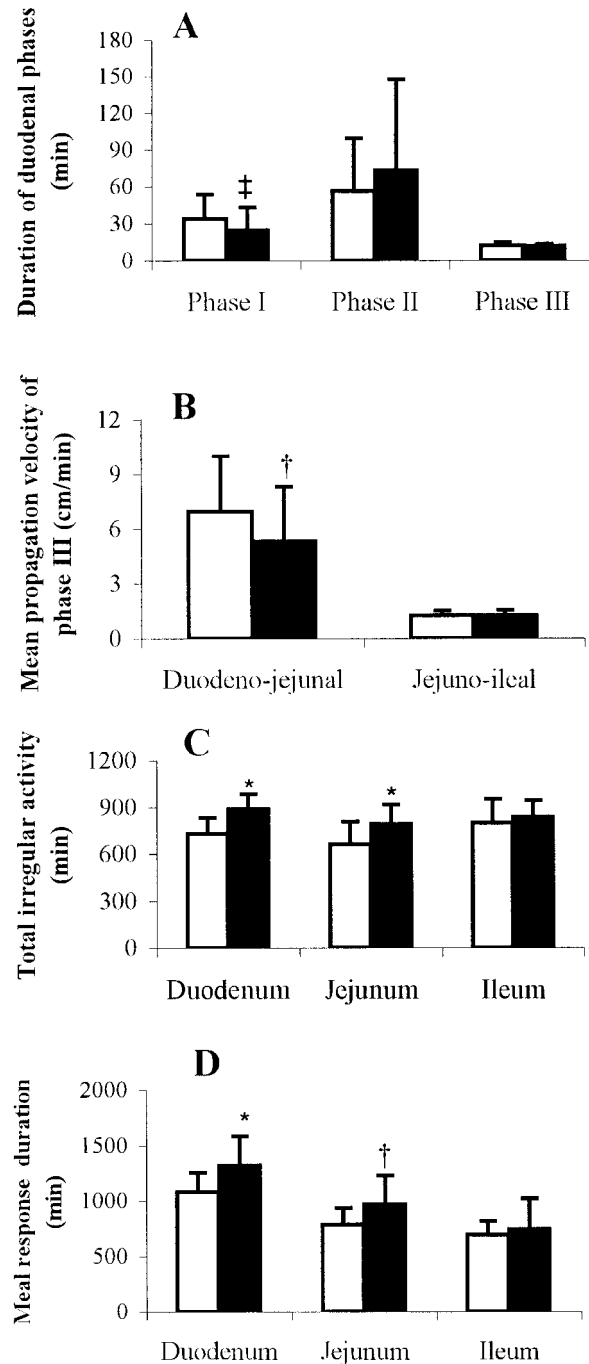 A
Duration of duodenal phases
(min)
180
150
120
90
60
30
0
‡
Phase I Phase II Phase III
B
Mean propagation velocity of
phase III (cm/min)
12
9
6
3
0
†
Duodeno-jejunal Jejuno-ileal
C
Total irregular activity
(min)
1200
900
600
300
0
* *
Duodenum Jejunum Ileum
D
Meal response duration
(min)
2000
1500
1000
500
0
* †
Duodenum Jejunum Ileum